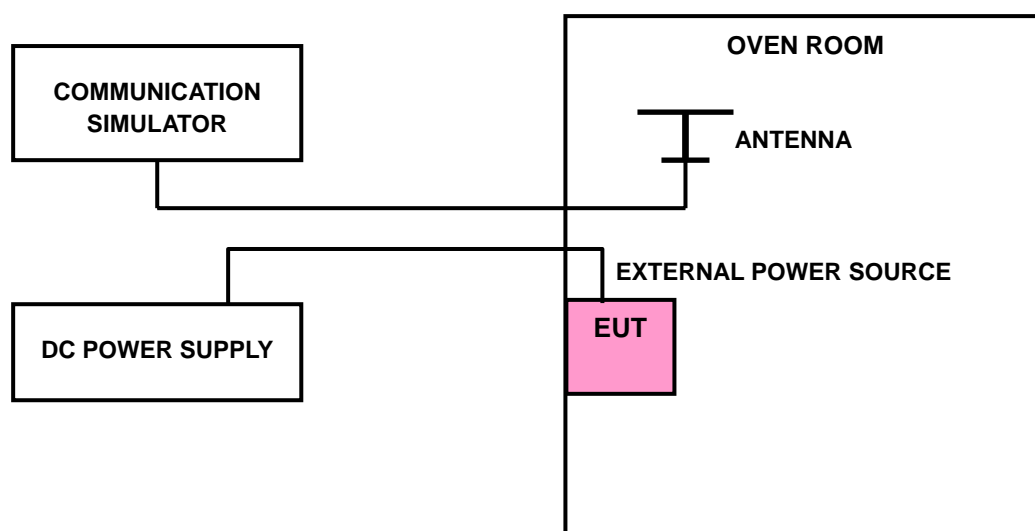 OVEN ROOM
COMMUNICATION
SIMULATOR
ANTENNA
EXTERNAL POWER SOURCE
EUT
DC POWER SUPPLY